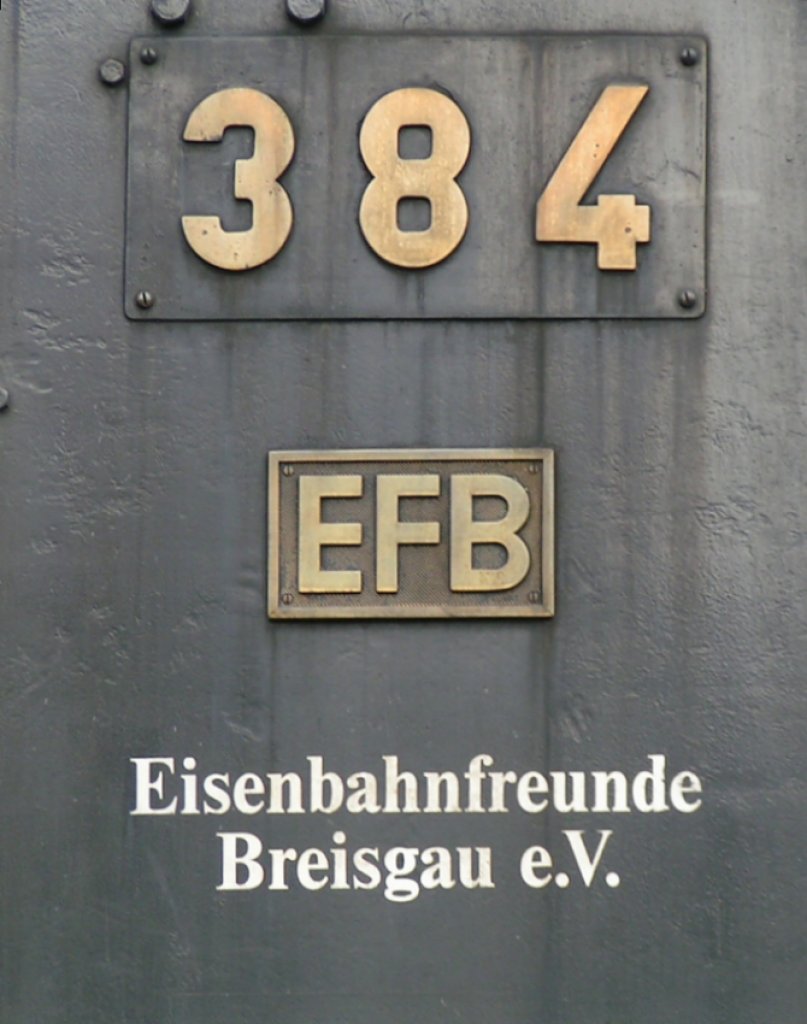 384
EFB
Eisenbahnfreunde
Breisgau e.V.